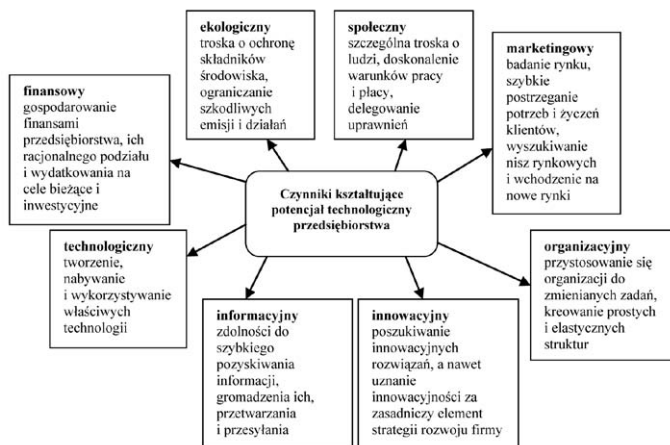 ekologiczny
troska o ochronę
składników
środowiska,
ograniczanie
szkodliwych
emisji i działań
społeczny
szczególna troska o
ludzi, doskonalenie
warunków pracy
i płacy,
delegowanie
uprawnień
marketingowy
badanie rynku,
szybkie
postrzeganie
potrzeb i życzeń
klientów,
wyszukiwanie
nisz rynkowych
i wchodzenie na
nowe rynki
finansowy
gospodarowanie
finansami
przedsiębiorstwa, ich
racjonalnego podziału
i wydatkowania na
cele bieżące i
inwestycyjne
Czynniki kształtujące
potencjał technologiczny
przedsiębiorstwa
technologiczny
tworzenie,
nabywanie
i wykorzystywanie
właściwych
technologii
organizacyjny
przystosowanie się
organizacji do
zmienianych zadań,
kreowanie prostych
i elastycznych
struktur
informacyjny
zdolności do
szybkiego
pozyskiwania
informacji,
gromadzenia ich,
przetwarzania
i przesyłania
innowacyjny
poszukiwanie
innowacyjnych
rozwiązań, a nawet
uznanie
innowacyjności za
zasadniczy element
strategii rozwoju firmy